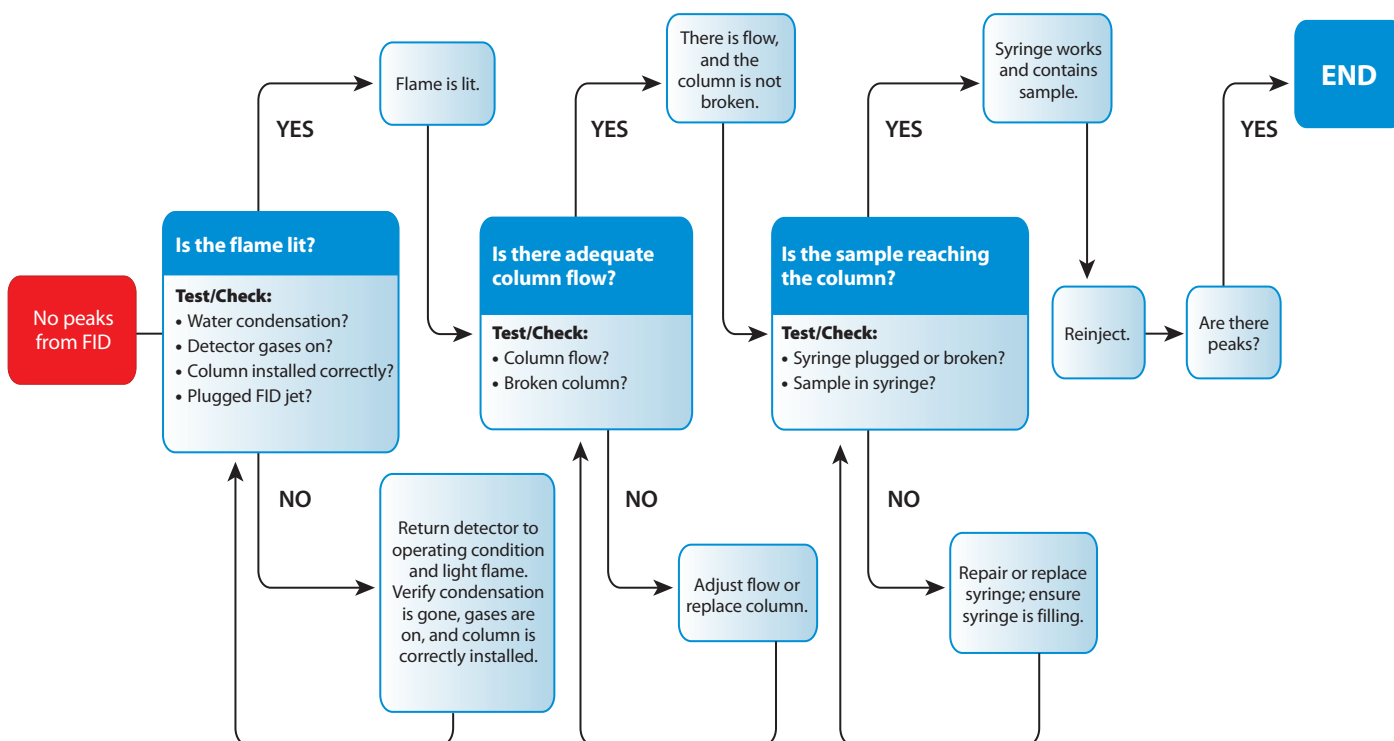 No peaks
from FID
Is the flame lit?
Test/Check:
• Water condensation?
• Detector gases on?
• Column installed correctly?
• Plugged FID jet?
YES
Flame is lit.
NO
Return detector to
operating condition
and light flame.
Verify condensation
is gone, gases are
on, and column is
correctly installed.
Is there adequate
column flow?
Test/Check:
• Column flow?
• Broken column?
YES
There is flow,
and the
column is not
broken.
NO
Adjust flow or
replace column.
Is the sample reaching
the column?
Test/Check:
• Syringe plugged or broken?
• Sample in syringe?
YES
Syringe works
and contains
sample.
NO
Repair or replace
syringe; ensure
syringe is filling.
Reinject.
Are there
peaks?
YES
END